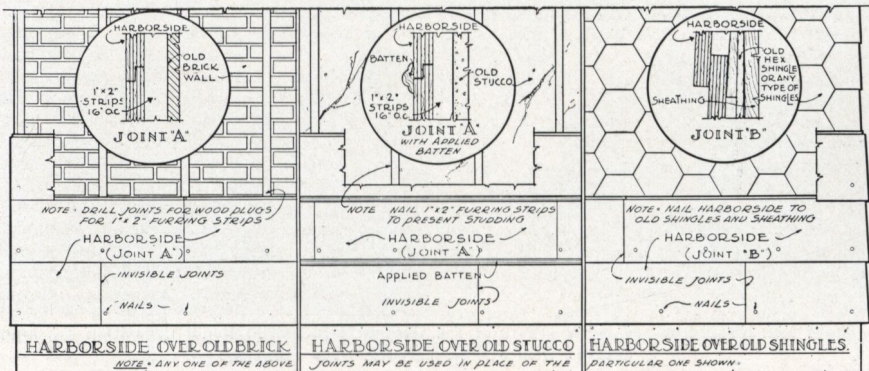 HARBORSIDE
OLD
BRICK
WALL
1"x2"
STRIPS
16" O.C.
JOINT "A"
NOTE - DRILL JOINTS FOR WOOD PLUGS
FOR 1"x2" FURRING STRIPS
HARBORSIDE
(JOINT A)
INVISIBLE JOINTS
NAILS
HARBORSIDE OVER OLD BRICK
HARBORSIDE
BATTEN
OLD
STUCCO
1"x2"
STRIPS
16" O.C.
JOINT "A"
WITH APPLIED
BATTEN
NOTE NAIL 1"x2" FURRING STRIPS
TO PRESENT STUDDING
HARBORSIDE
(JOINT "A")
APPLIED BATTEN
INVISIBLE JOINTS
HARBORSIDE OVER OLD STUCCO
HARBORSIDE
OLD
HEX
SHINGLE
OR ANY
TYPE OF
SHINGLES
SHEATHING
JOINT "B"
NOTE - NAIL HARBORSIDE TO
OLD SHINGLES AND SHEATHING
HARBORSIDE
(JOINT "B")
INVISIBLE JOINTS
NAILS
HARBORSIDE OVER OLD SHINGLES.
NOTE - ANY ONE OF THE ABOVE JOINTS MAY BE USED IN PLACE OF THE PARTICULAR ONE SHOWN.